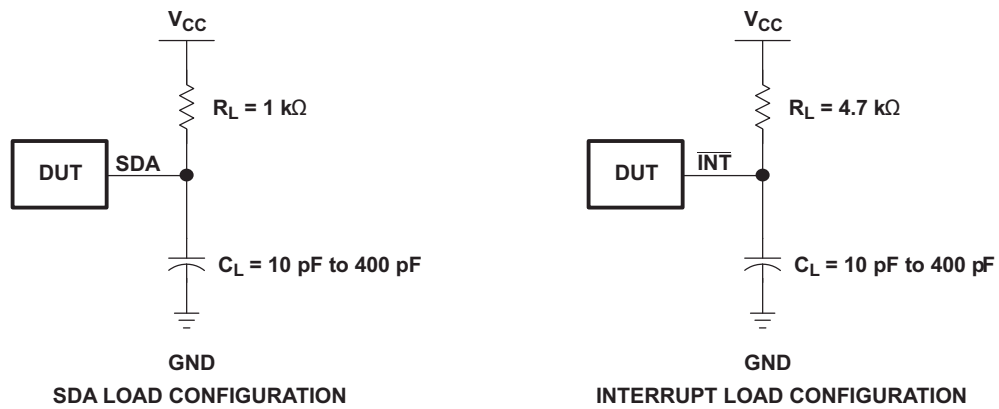 V_CC
R_L = 1 kΩ
DUT
SDA
C_L = 10 pF to 400 pF
GND
SDA LOAD CONFIGURATION
V_CC
R_L = 4.7 kΩ
DUT
I̅N̅T̅
C_L = 10 pF to 400 pF
GND
INTERRUPT LOAD CONFIGURATION